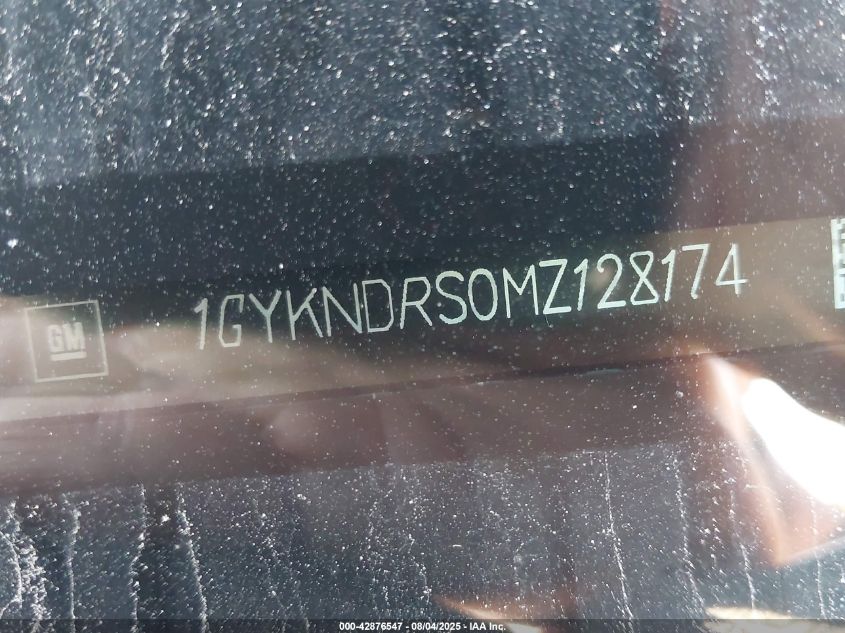 GM
1GYKNDRS0MZ128174
000-42876547 - 08/04/2025 - IAA Inc.